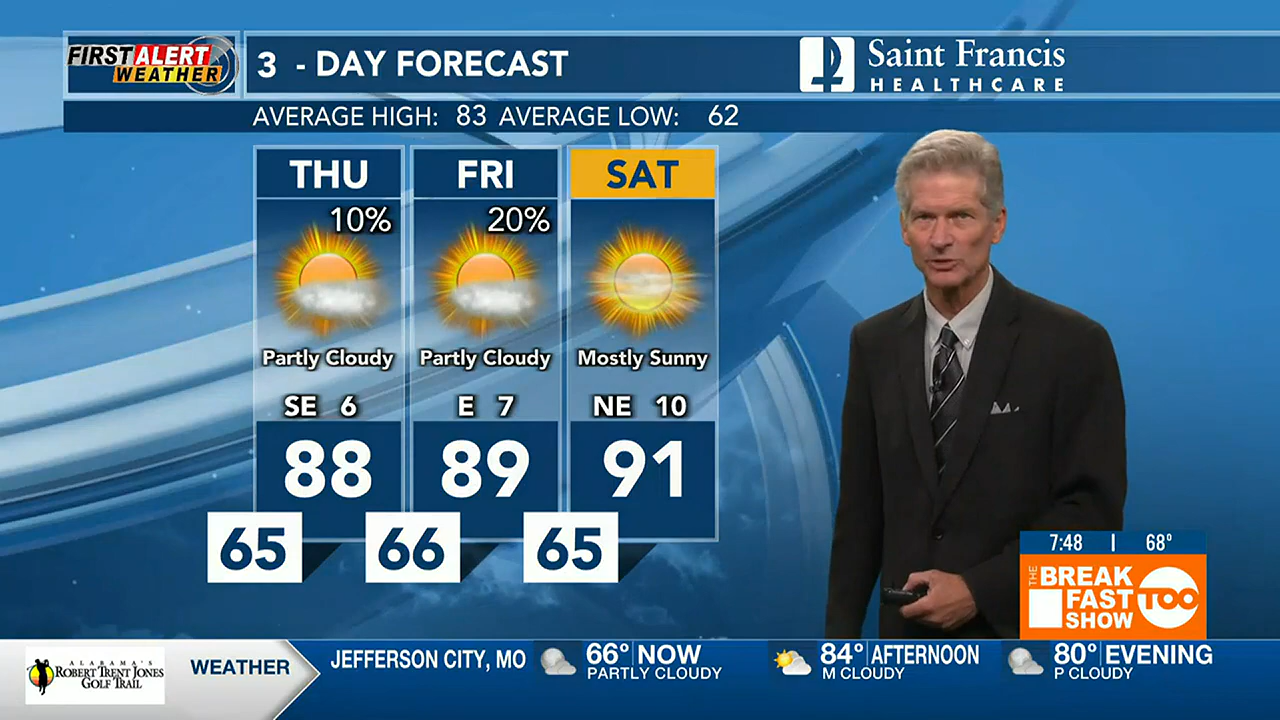 FIRST ALERT
WEATHER
3 - DAY FORECAST
Saint Francis
HEALTHCARE
AVERAGE HIGH: 83 AVERAGE LOW: 62
THU
FRI
SAT
10%
20%
Partly Cloudy
Partly Cloudy
Mostly Sunny
SE 6
E 7
NE 10
88
89
91
65
66
65
7:48 | 68°
THE BREAK FAST SHOW TOO
ALABAMA'S
ROBERT TRENT JONES
GOLF TRAIL
WEATHER
JEFFERSON CITY, MO
66° NOW
PARTLY CLOUDY
84° AFTERNOON
M CLOUDY
80° EVENING
P CLOUDY